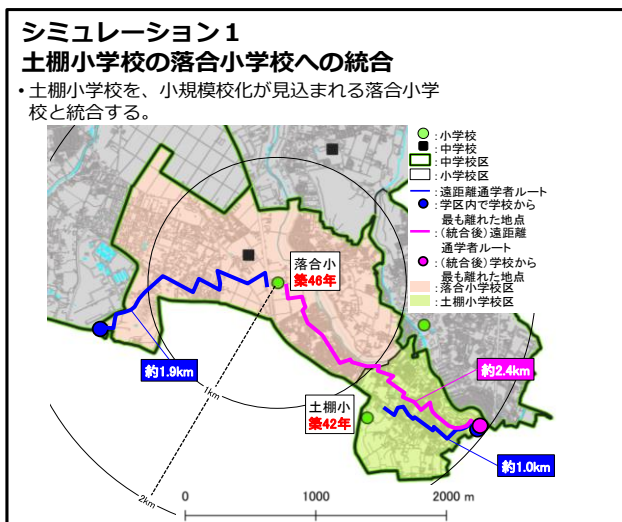 シミュレーション１
土棚小学校の落合小学校への統合
・土棚小学校を、小規模校化が見込まれる落合小学
校と統合する。
：小学校
：中学校
：中学校区
：小学校区
：遠距離通学者ルート
：学区内で学校から
最も離れた地点
：(統合後)遠距離
通学者ルート
：(統合後)学校から
最も離れた地点
：落合小学校区
：土棚小学校区
落合小
築46年
約1.9km
約2.4km
1km
土棚小
築42年
約1.0km
2km
0 1000 2000 m